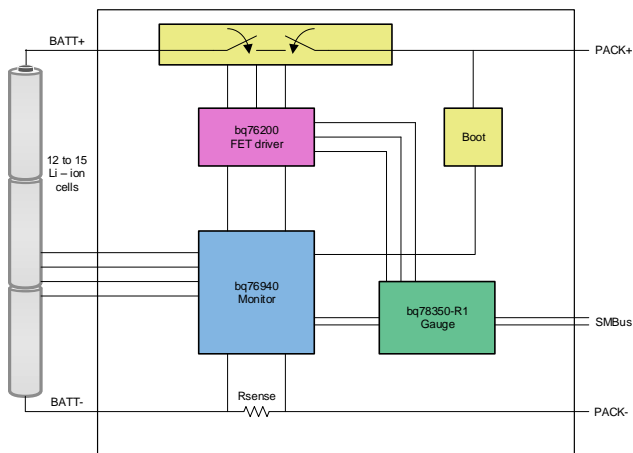 BATT+
PACK+
bq76200
FET driver
Boot
12 to 15
Li – ion
cells
bq76940
Monitor
bq78350-R1
Gauge
SMBus
Rsense
BATT-
PACK-